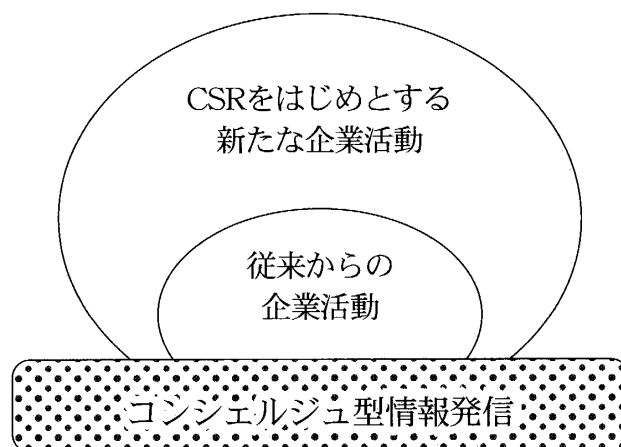 CSRをはじめとする
新たな企業活動
従来からの
企業活動
コンシェルジュ型情報発信